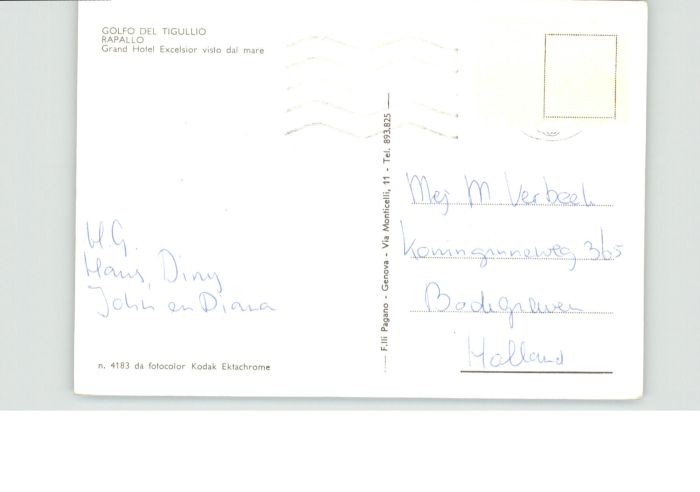 GOLFO DEL TIGULLIO
RAPALLO
Grand Hotel Excelsior visto dal mare
H.G.
Hans, Diny
John en Diana
n. 4183 da fotocolor Kodak Ektachrome
F.lli Pagano - Genova - Via Monticelli, 11 - Tel. 893.825
Mej M Verbeek
Koninginneweg 365
Bodegraven
Holland